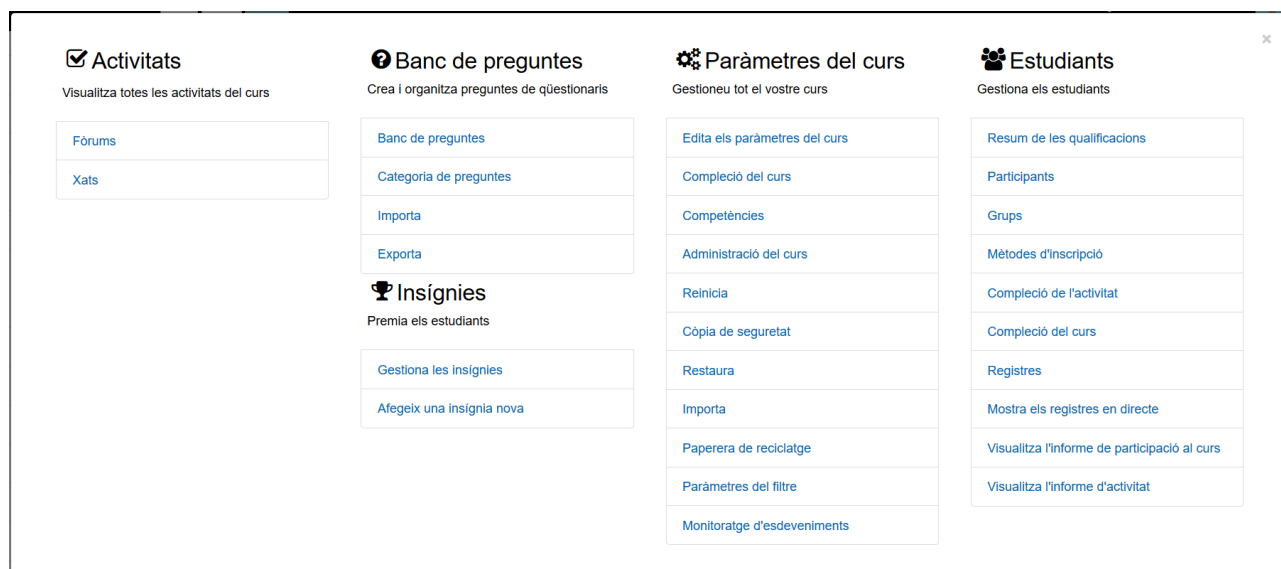 Activitats
Visualitza totes les activitats del curs
Fòrums
Xats
Banc de preguntes
Crea i organitza preguntes de qüestionaris
Banc de preguntes
Categoria de preguntes
Importa
Exporta
Insígnies
Premia els estudiants
Gestiona les insígnies
Afegeix una insígnia nova
Paràmetres del curs
Gestioneu tot el vostre curs
Edita els paràmetres del curs
Compleció del curs
Competències
Administració del curs
Reinicia
Còpia de seguretat
Restaura
Importa
Paperera de reciclatge
Paràmetres del filtre
Monitoratge d'esdeveniments
Estudiants
Gestiona els estudiants
Resum de les qualificacions
Participants
Grups
Mètodes d'inscripció
Compleció de l'activitat
Compleció del curs
Registres
Mostra els registres en directe
Visualitza l'informe de participació al curs
Visualitza l'informe d'activitat